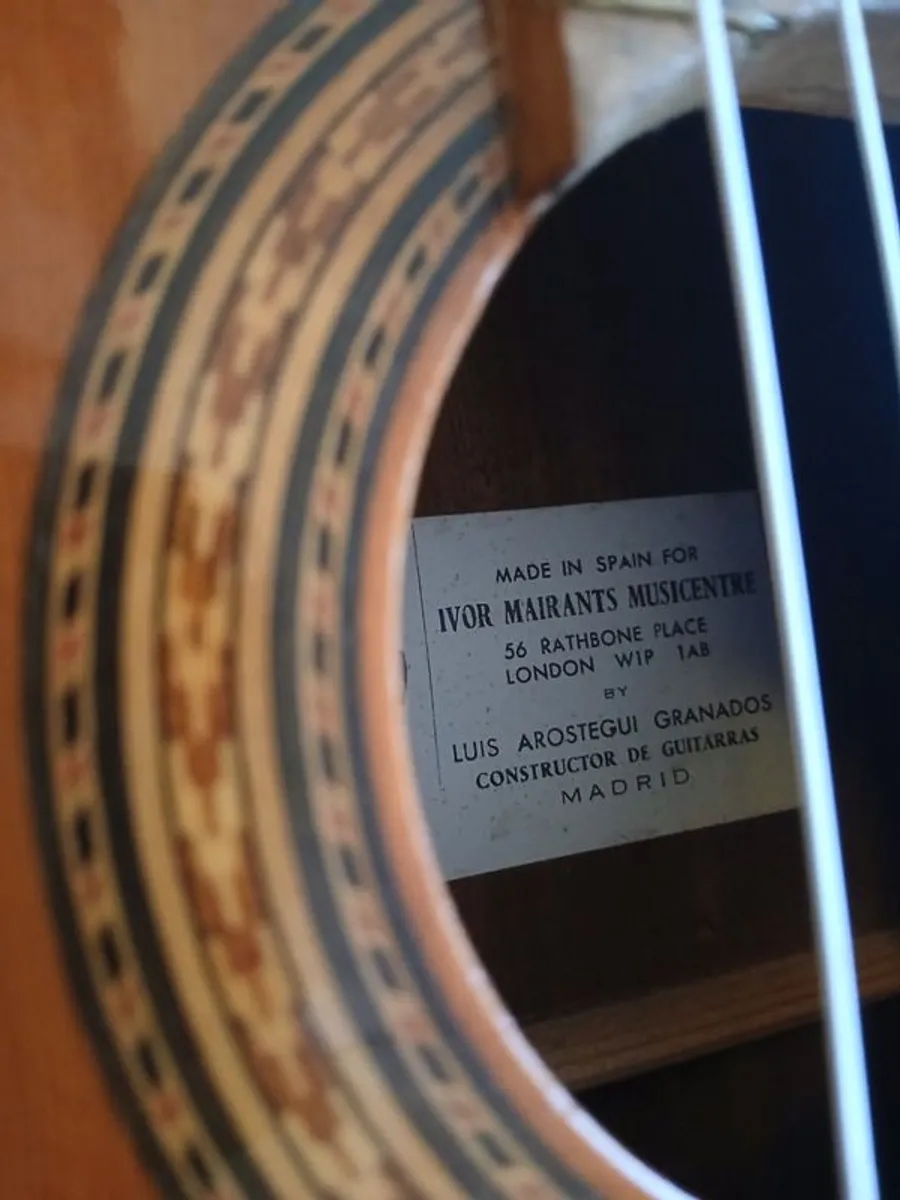 MADE IN SPAIN FOR
IVOR MAIRANTS MUSICENTRE
56 RATHBONE PLACE
LONDON W1P 1AB
BY
LUIS AROSTEGUI GRANADOS
CONSTRUCTOR DE GUITARRAS
MADRID